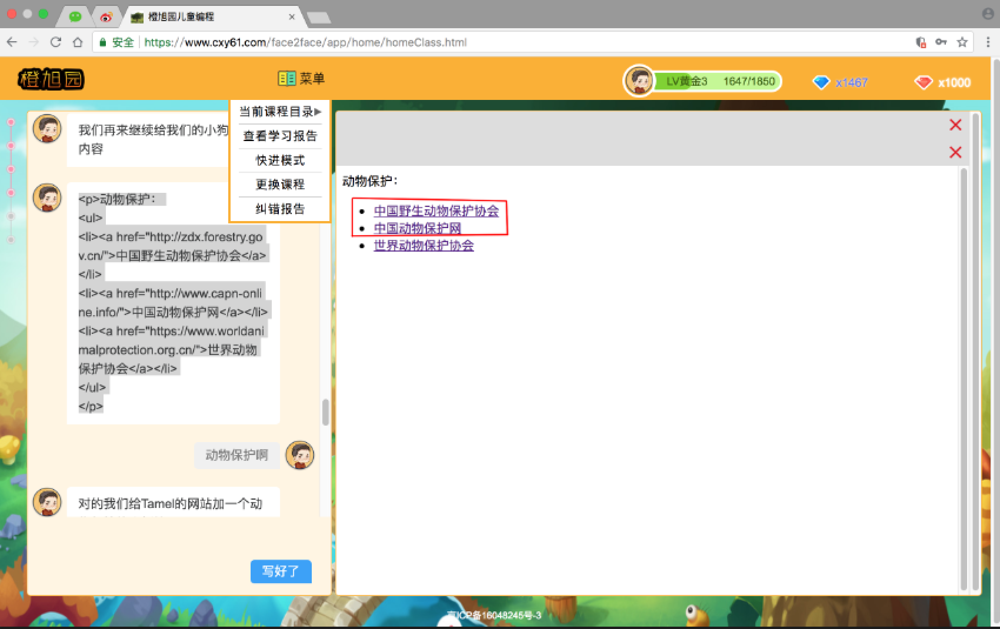 橙旭园儿童编程
安全 https://www.cxy61.com/face2face/app/home/homeClass.html
橙旭园
菜单
LV黄金3 1647/1850
x1467
x1000
当前课程目录▶
查看学习报告
快进模式
更换课程
纠错报告
我们再来继续给我们的小狗
内容
<p>动物保护：
<ul>
<li><a href="http://zdx.forestry.go
v.cn/">中国野生动物保护协会</a>
</li>
<li><a href="http://www.capn-onli
ne.info/">中国动物保护网</a></li>
<li><a href="https://www.worldani
malprotection.org.cn/">世界动物
保护协会</a></li>
</ul>
</p>
动物保护啊
对的我们给Tamel的网站加一个动
写好了
动物保护：
• 中国野生动物保护协会
• 中国动物保护网
• 世界动物保护协会
京ICP备16048245号-3